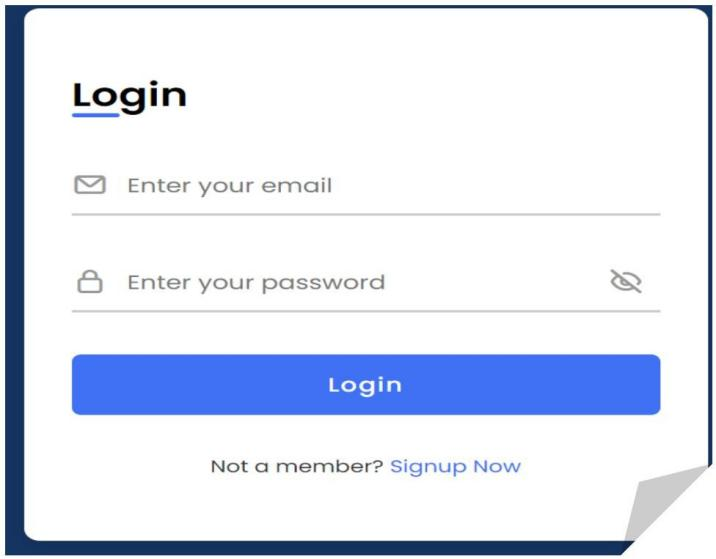 Login
Enter your email
Enter your password
Login
Not a member? Signup Now